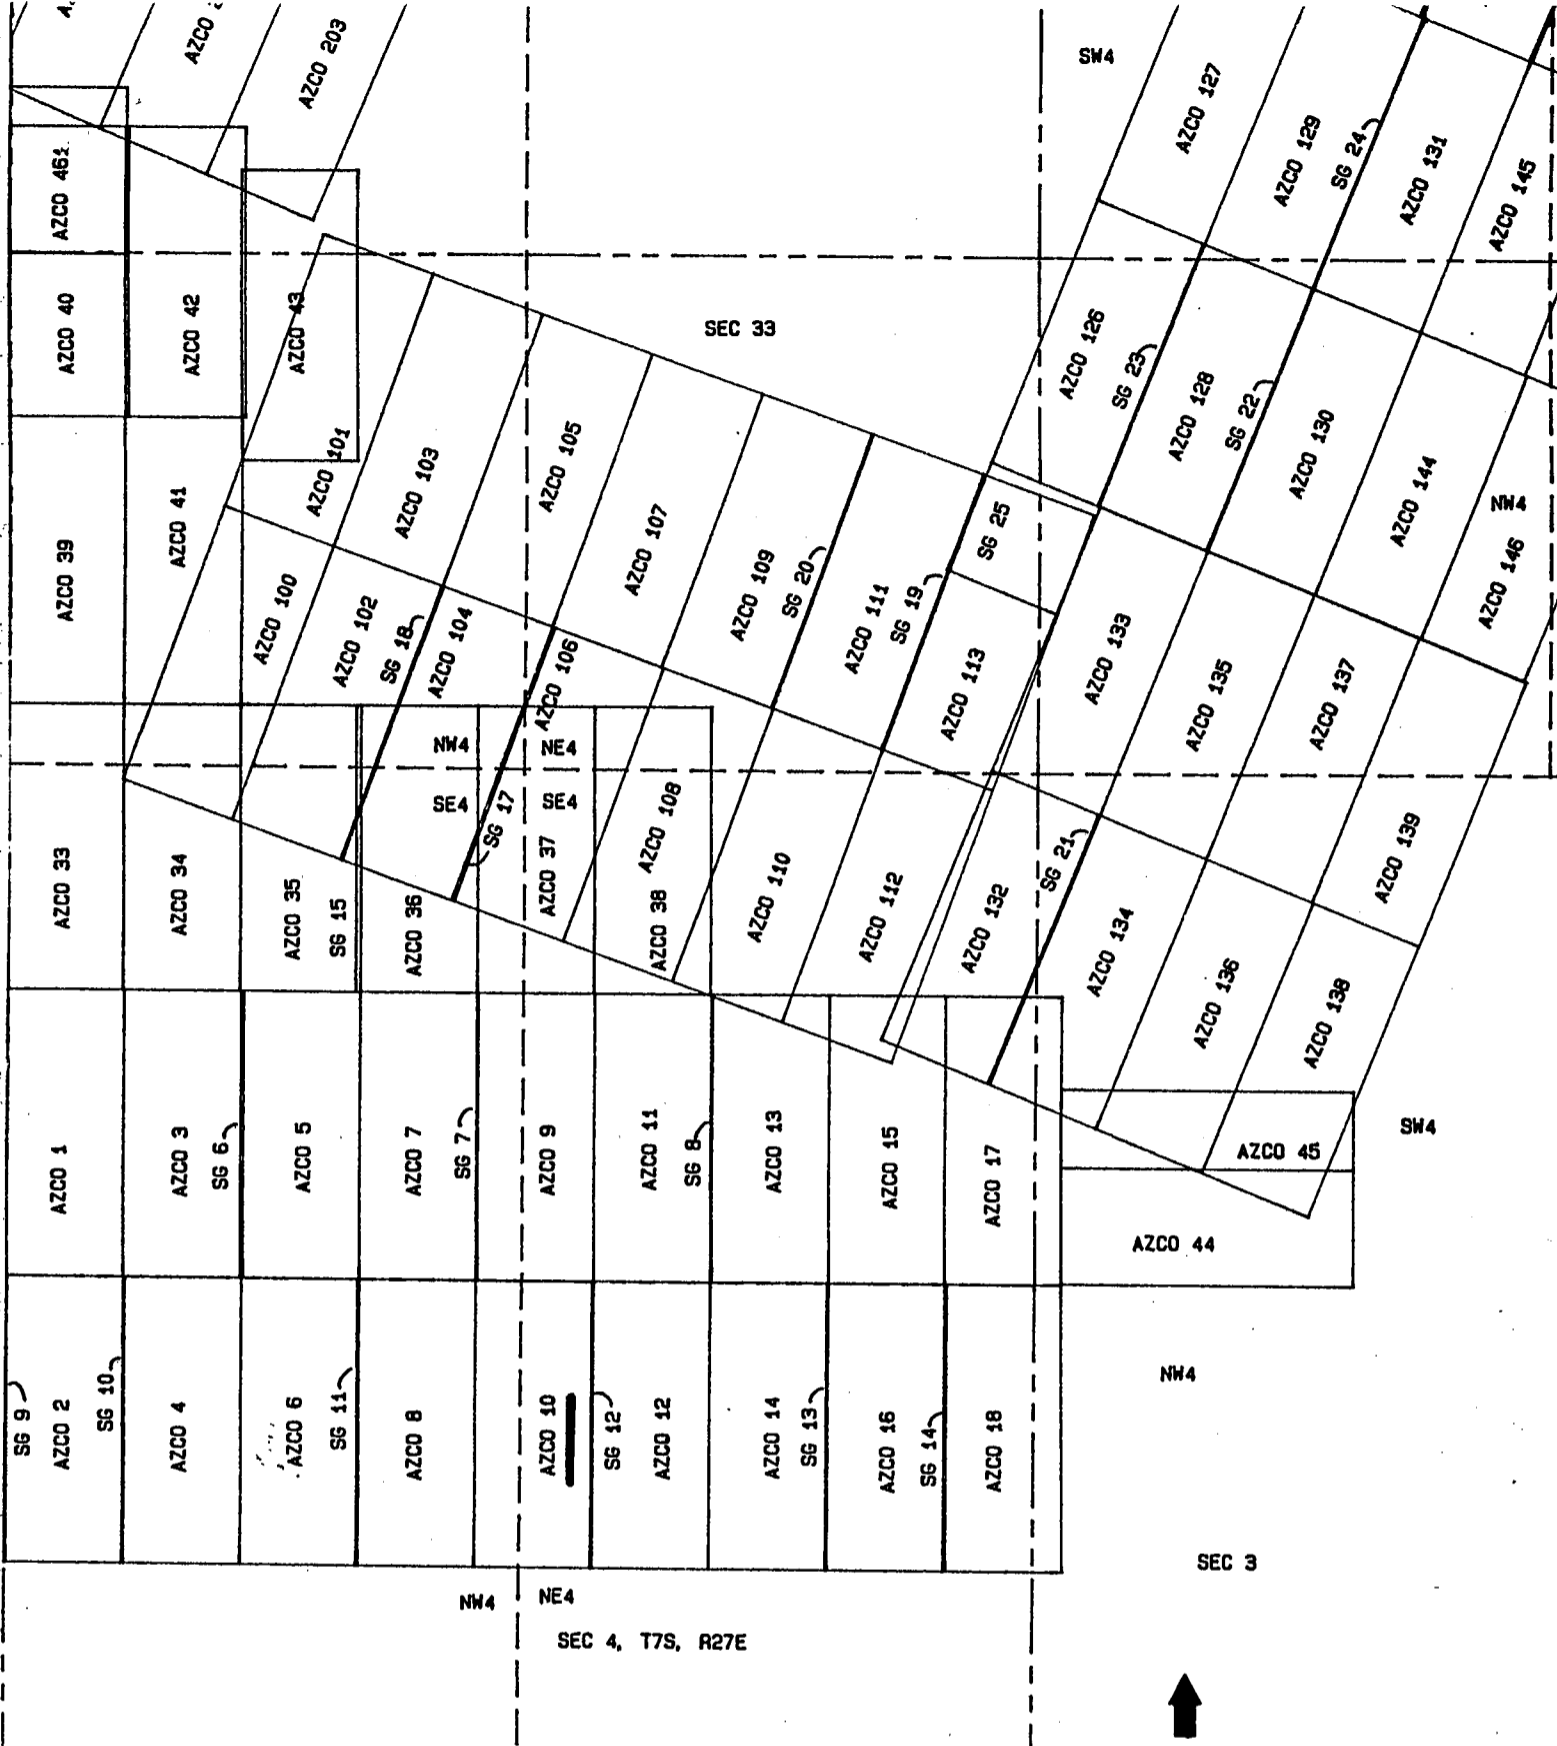 AZCO
AZCO 203
SW4
AZCO 127
AZCO 129
SG 24
AZCO 131
AZCO 145
AZCO 46
AZCO 40
AZCO 42
AZCO 43
SEC 33
AZCO 126
SG 23
AZCO 128
SG 22
AZCO 130
AZCO 144
NW4
AZCO 146
AZCO 39
AZCO 41
AZCO 101
AZCO 103
AZCO 105
AZCO 107
AZCO 109
SG 20
AZCO 111
SG 19
SG 25
AZCO 113
AZCO 133
AZCO 135
AZCO 137
AZCO 139
AZCO 100
AZCO 102
SG 18
AZCO 104
AZCO 106
NW4
NE4
SE4
SE4
SG 17
AZCO 33
AZCO 34
AZCO 35
SG 15
AZCO 36
AZCO 37
AZCO 38
AZCO 108
AZCO 110
AZCO 112
AZCO 132
SG 21
AZCO 134
AZCO 136
AZCO 138
AZCO 1
AZCO 3
SG 6
AZCO 5
AZCO 7
SG 7
AZCO 9
AZCO 11
SG 8
AZCO 13
AZCO 15
AZCO 17
AZCO 45
SW4
AZCO 44
SG 9
AZCO 2
SG 10
AZCO 4
AZCO 6
SG 11
AZCO 8
AZCO 10
SG 12
AZCO 12
AZCO 14
SG 13
AZCO 16
SG 14
AZCO 18
NW4
SEC 3
NW4
NE4
SEC 4, T7S, R27E